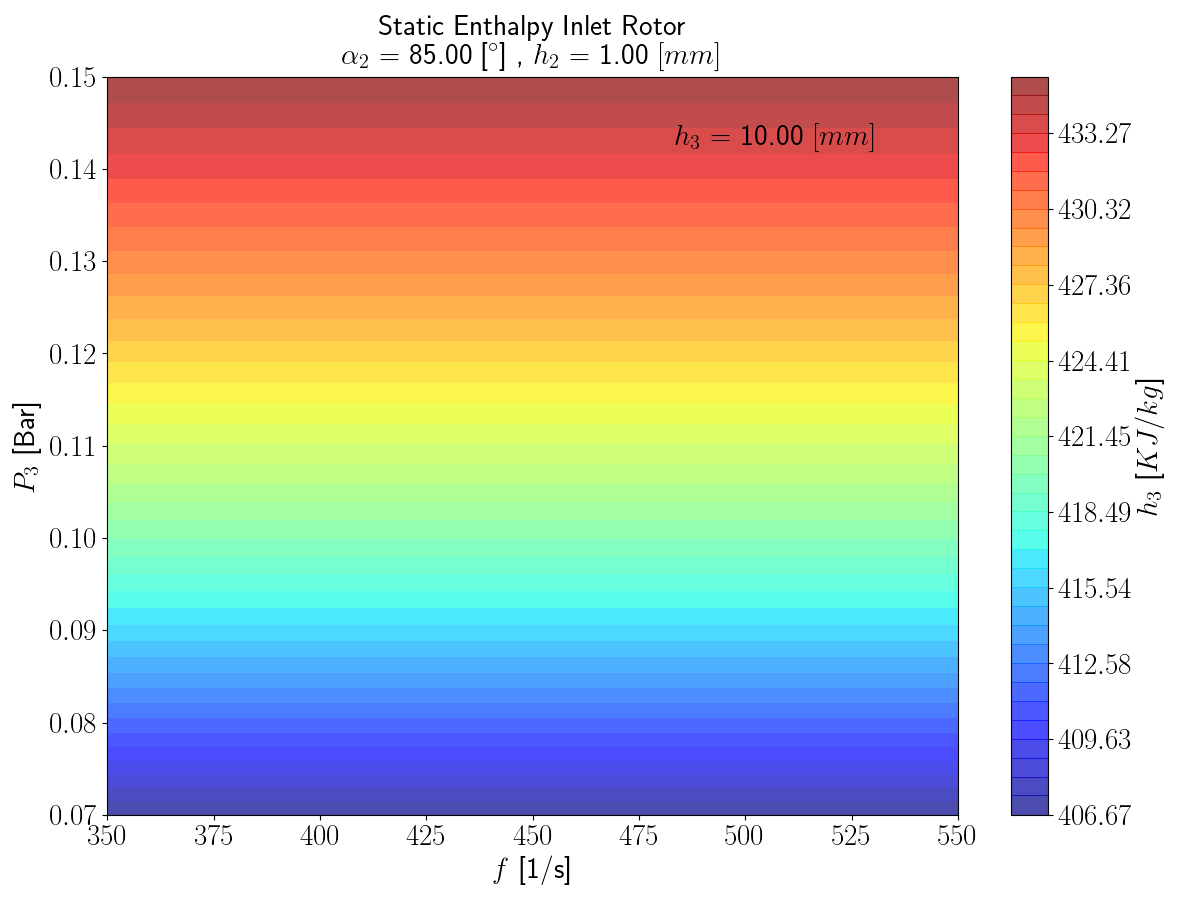 Static Enthalpy Inlet Rotor
α₂ = 85.00 [°] , h₂ = 1.00 [mm]
h₃ = 10.00 [mm]
P₃ [Bar]
0.15
0.14
0.13
0.12
0.11
0.10
0.09
0.08
0.07
350 375 400 425 450 475 500 525 550
f [1/s]
433.27
430.32
427.36
424.41
421.45
418.49
415.54
412.58
409.63
406.67
h₃ [KJ/kg]